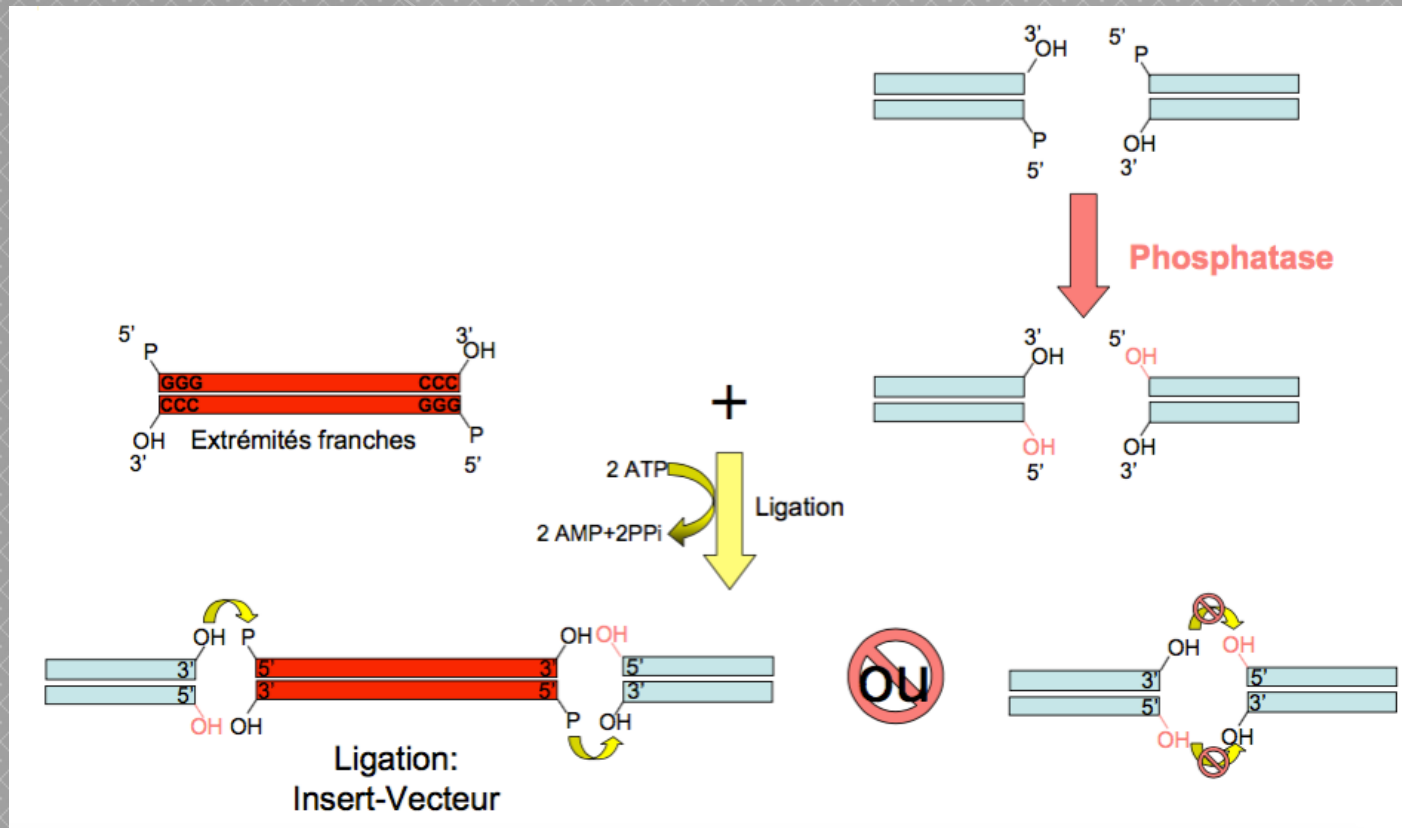 3' 5'
OH P
P OH
5' 3'
Phosphatase
5' 3'
P OH
GGG CCC
CCC GGG
OH Extrémités franches P
3' 5'
+
3' 5'
OH OH
OH OH
5' 3'
2 ATP
Ligation
2 AMP+2PPi
OH P OH OH
3' 5' 3' 5'
5' 3' 5' 3'
OH OH P OH
Ligation:
Insert-Vecteur
ou
OH OH
3' 5'
5' 3'
OH OH